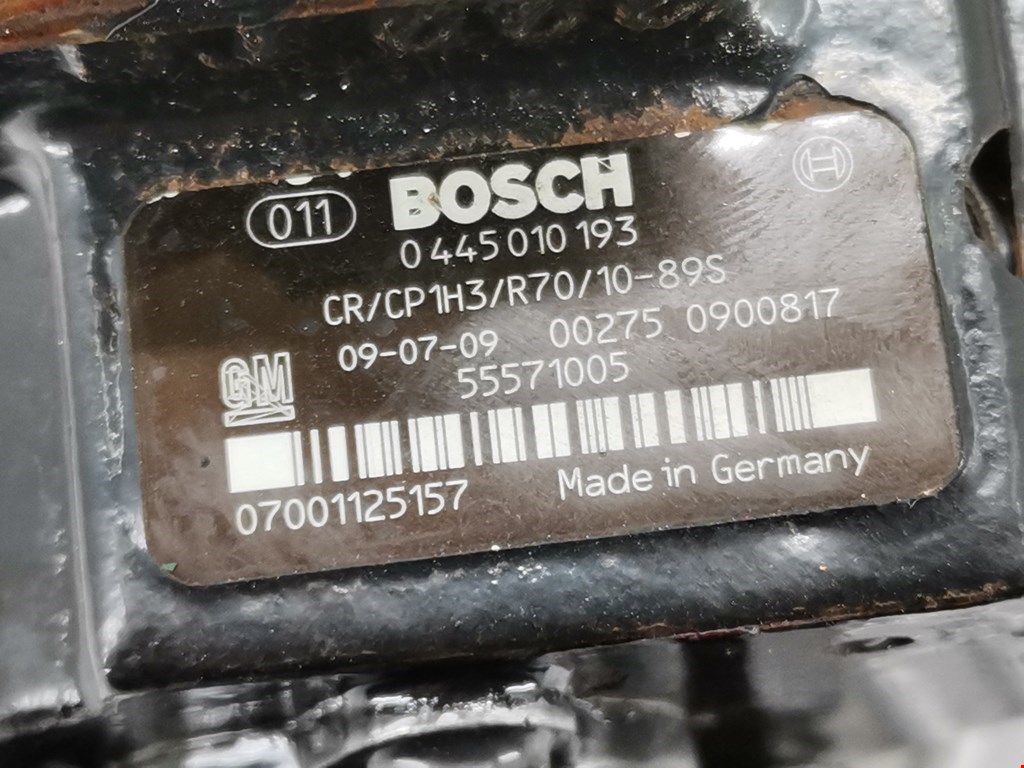 011 BOSCH
0 445 010 193
CR/CP1H3/R70/10-89S
09-07-09 00275 0900817
GM 55571005
07001125157 Made in Germany